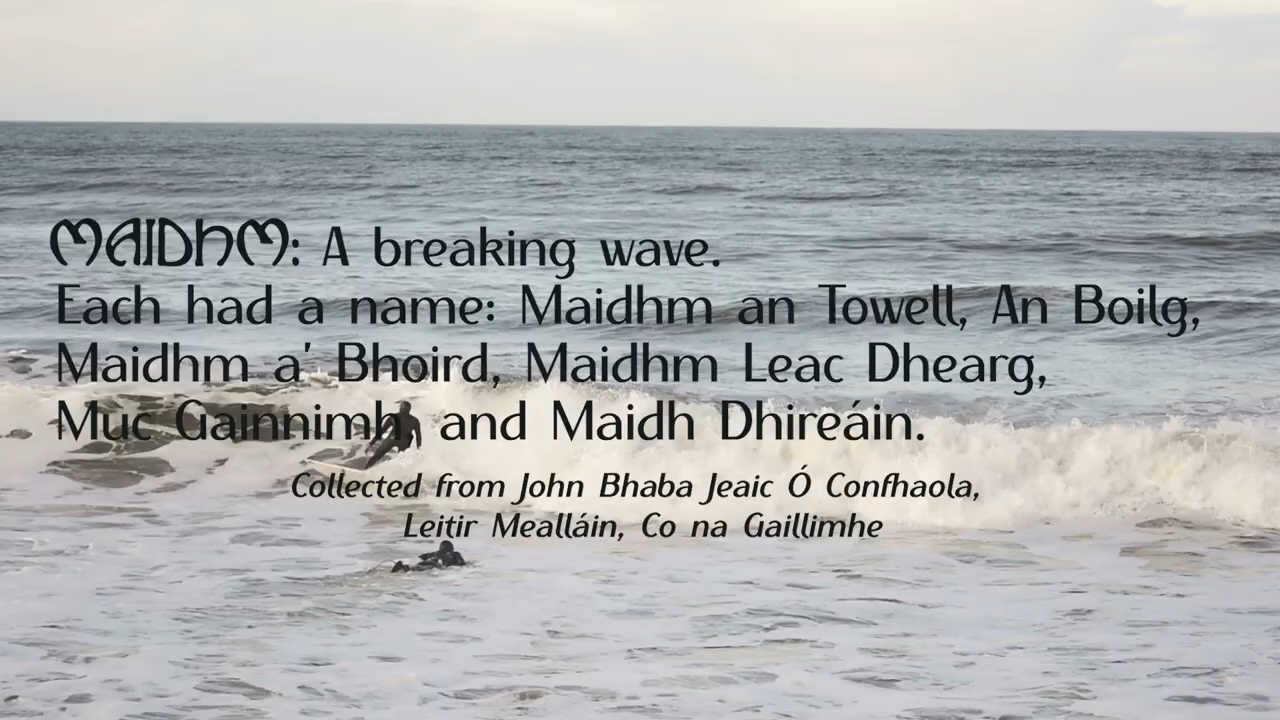 MAIDHM: A breaking wave.
Each had a name: Maidhm an Towell, An Boilg,
Maidhm a' Bhoird, Maidhm Leac Dhearg,
Muc Gainnimh, and Maidh Dhireáin.
Collected from John Bhaba Jeaic Ó Confhaola,
Leitir Mealláin, Co na Gaillimhe